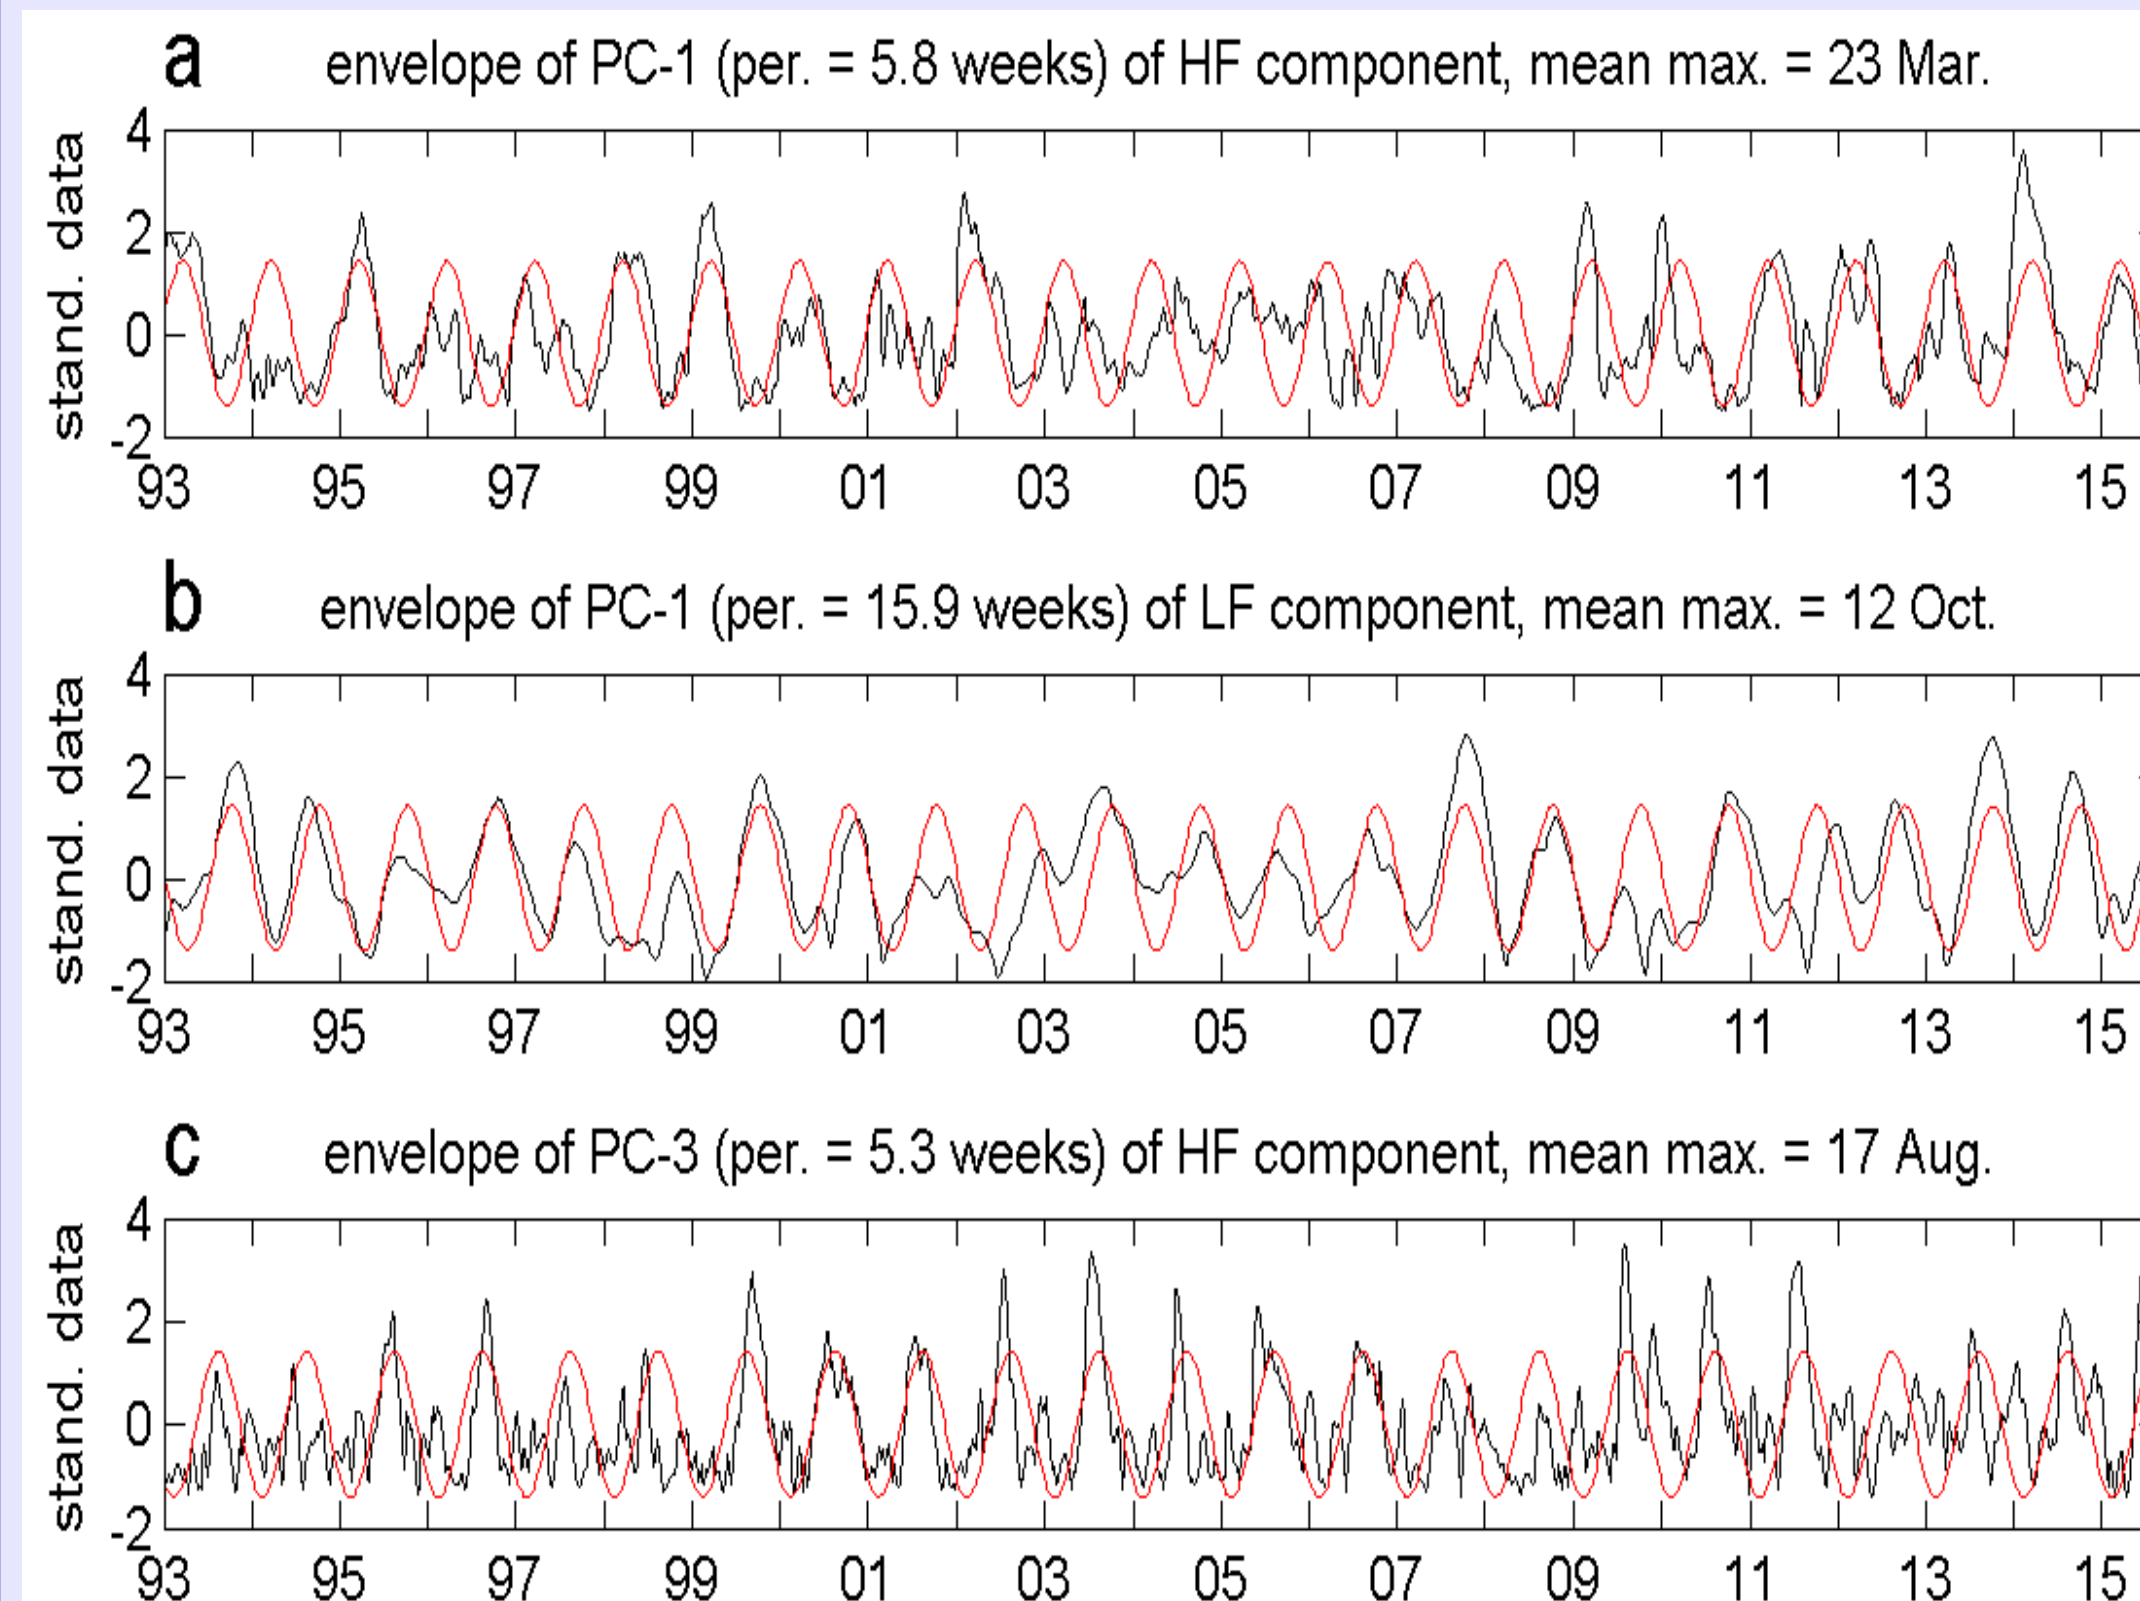 a envelope of PC-1 (per. = 5.8 weeks) of HF component, mean max. = 23 Mar.
stand. data
4
2
0
-2
93 95 97 99 01 03 05 07 09 11 13 15
b envelope of PC-1 (per. = 15.9 weeks) of LF component, mean max. = 12 Oct.
stand. data
4
2
0
-2
93 95 97 99 01 03 05 07 09 11 13 15
c envelope of PC-3 (per. = 5.3 weeks) of HF component, mean max. = 17 Aug.
stand. data
4
2
0
-2
93 95 97 99 01 03 05 07 09 11 13 15